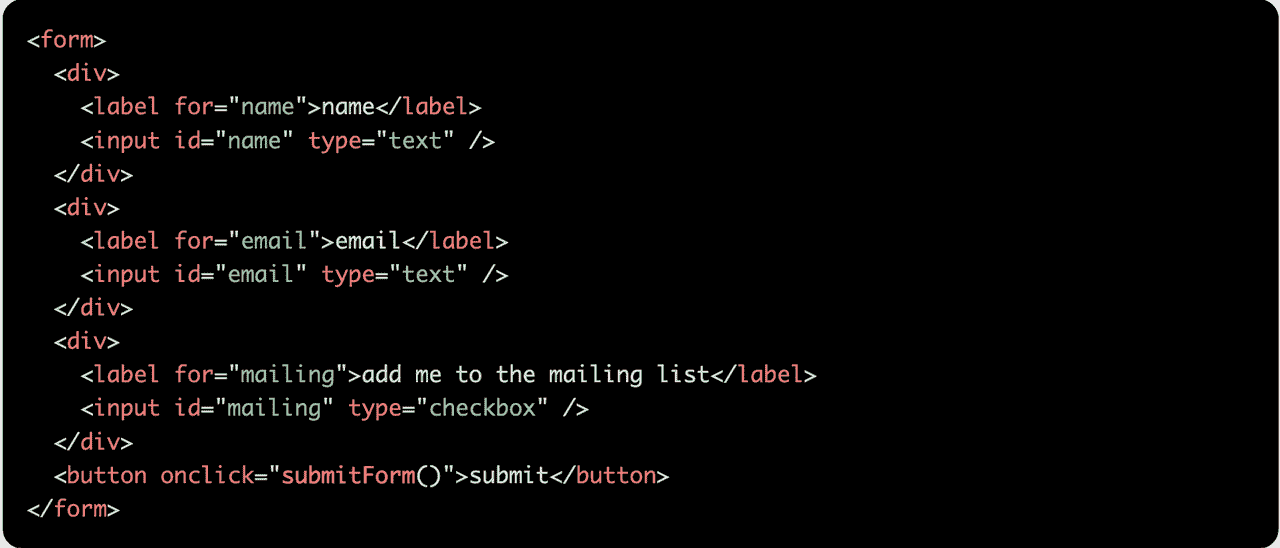 <form>
  <div>
    <label for="name">name</label>
    <input id="name" type="text" />
  </div>
  <div>
    <label for="email">email</label>
    <input id="email" type="text" />
  </div>
  <div>
    <label for="mailing">add me to the mailing list</label>
    <input id="mailing" type="checkbox" />
  </div>
  <button onclick="submitForm()">submit</button>
</form>